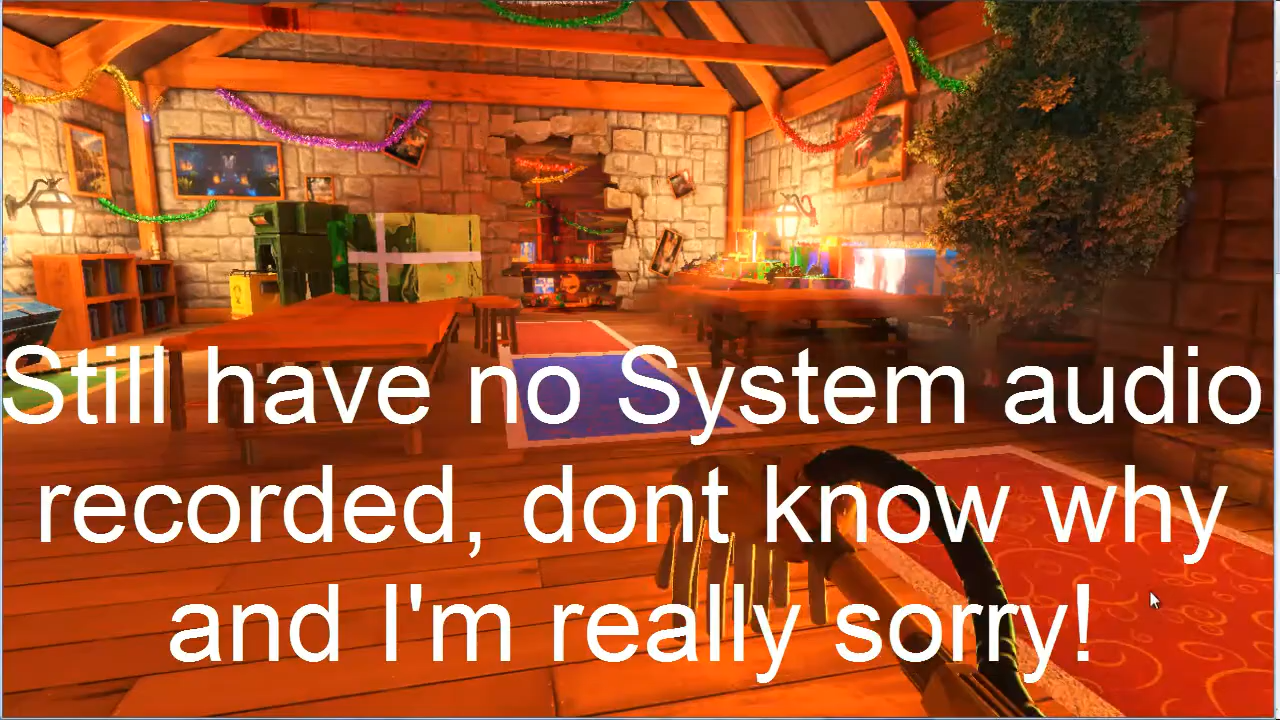 Still have no System audio
recorded, dont know why
and I'm really sorry!